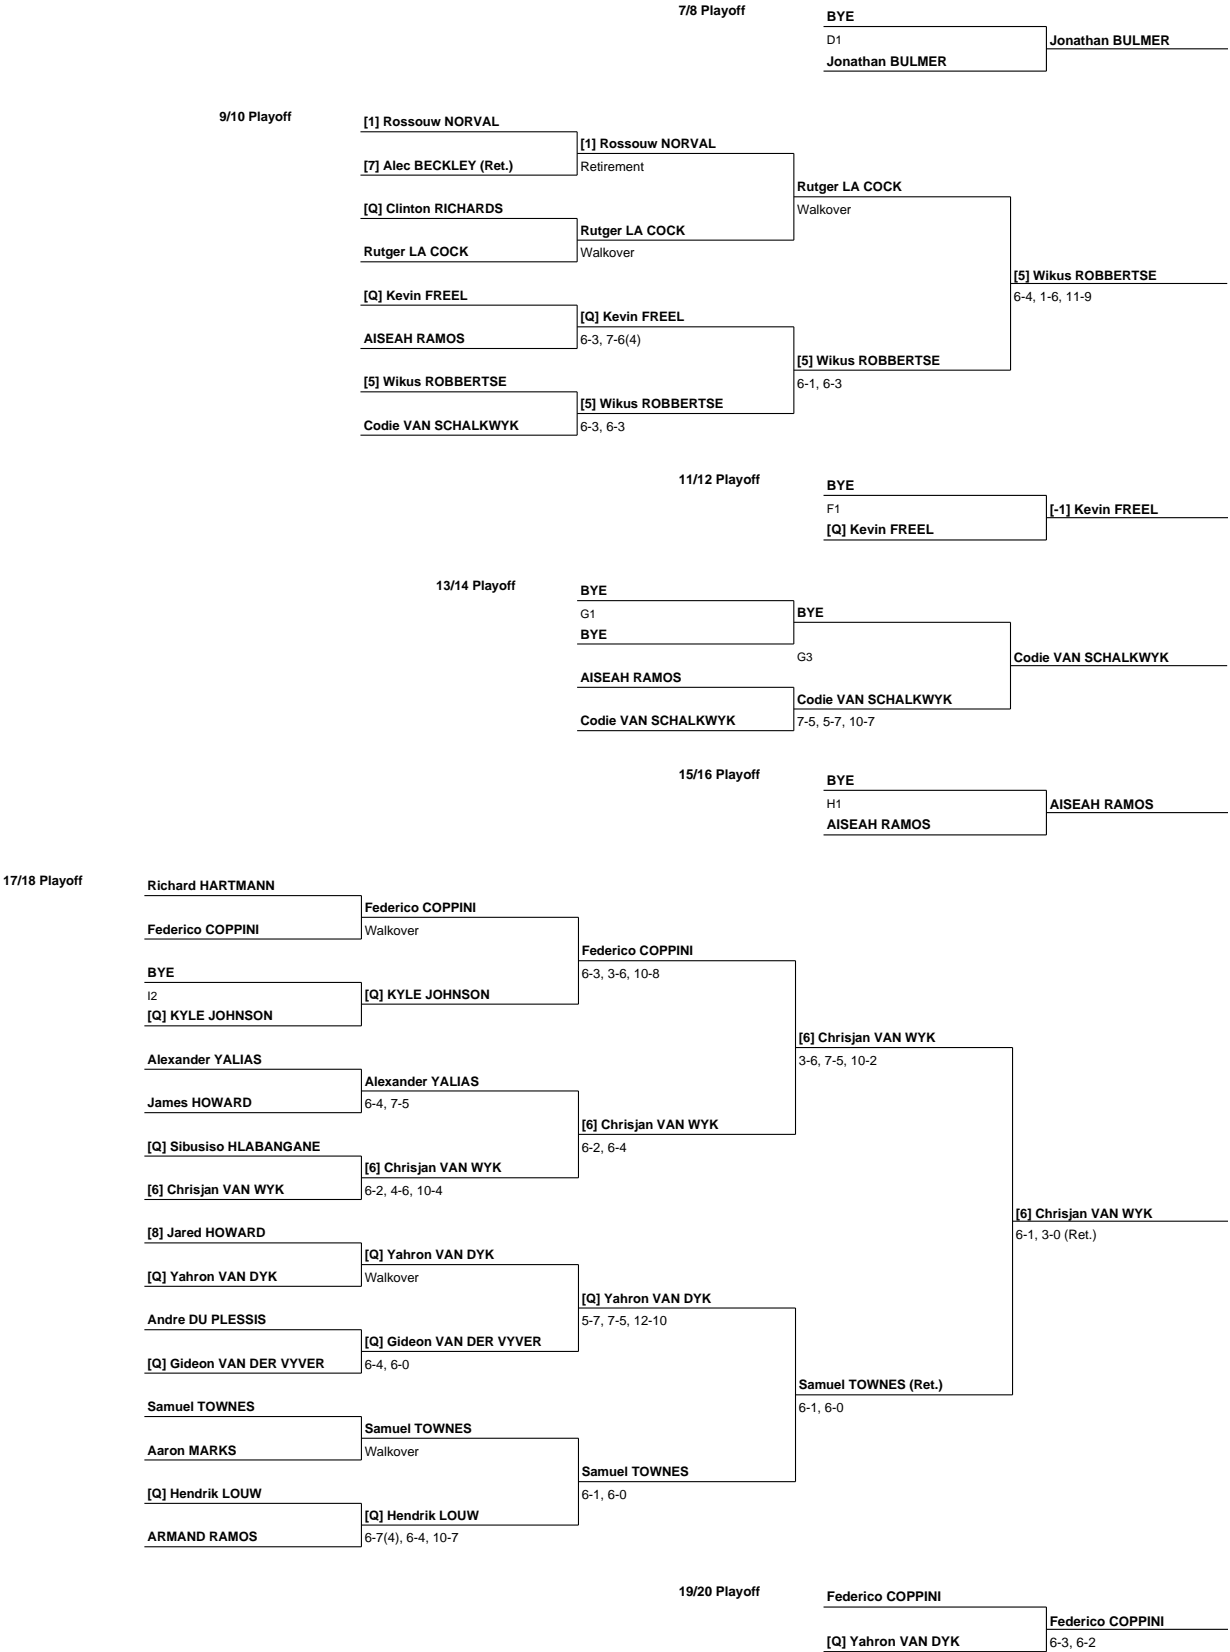 7/8 Playoff
BYE
D1
Jonathan BULMER
Jonathan BULMER
9/10 Playoff
[1] Rossouw NORVAL
[1] Rossouw NORVAL
[7] Alec BECKLEY (Ret.)
Retirement
Rutger LA COCK
[Q] Clinton RICHARDS
Walkover
Rutger LA COCK
Rutger LA COCK
Walkover
[5] Wikus ROBBERTSE
[Q] Kevin FREEL
6-4, 1-6, 11-9
[Q] Kevin FREEL
AISEAH RAMOS
6-3, 7-6(4)
[5] Wikus ROBBERTSE
[5] Wikus ROBBERTSE
6-1, 6-3
[5] Wikus ROBBERTSE
Codie VAN SCHALKWYK
6-3, 6-3
11/12 Playoff
BYE
F1
[-1] Kevin FREEL
[Q] Kevin FREEL
13/14 Playoff
BYE
G1
BYE
BYE
G3
Codie VAN SCHALKWYK
AISEAH RAMOS
Codie VAN SCHALKWYK
Codie VAN SCHALKWYK
7-5, 5-7, 10-7
15/16 Playoff
BYE
H1
AISEAH RAMOS
AISEAH RAMOS
17/18 Playoff
Richard HARTMANN
Federico COPPINI
Federico COPPINI
Walkover
Federico COPPINI
BYE
6-3, 3-6, 10-8
I2
[Q] KYLE JOHNSON
[Q] KYLE JOHNSON
[6] Chrisjan VAN WYK
Alexander YALIAS
3-6, 7-5, 10-2
Alexander YALIAS
James HOWARD
6-4, 7-5
[6] Chrisjan VAN WYK
[Q] Sibusiso HLABANGANE
6-2, 6-4
[6] Chrisjan VAN WYK
[6] Chrisjan VAN WYK
6-2, 4-6, 10-4
[6] Chrisjan VAN WYK
[8] Jared HOWARD
6-1, 3-0 (Ret.)
[Q] Yahron VAN DYK
[Q] Yahron VAN DYK
Walkover
[Q] Yahron VAN DYK
Andre DU PLESSIS
5-7, 7-5, 12-10
[Q] Gideon VAN DER VYVER
[Q] Gideon VAN DER VYVER
6-4, 6-0
Samuel TOWNES (Ret.)
Samuel TOWNES
6-1, 6-0
Samuel TOWNES
Aaron MARKS
Walkover
Samuel TOWNES
[Q] Hendrik LOUW
6-1, 6-0
[Q] Hendrik LOUW
ARMAND RAMOS
6-7(4), 6-4, 10-7
19/20 Playoff
Federico COPPINI
Federico COPPINI
[Q] Yahron VAN DYK
6-3, 6-2